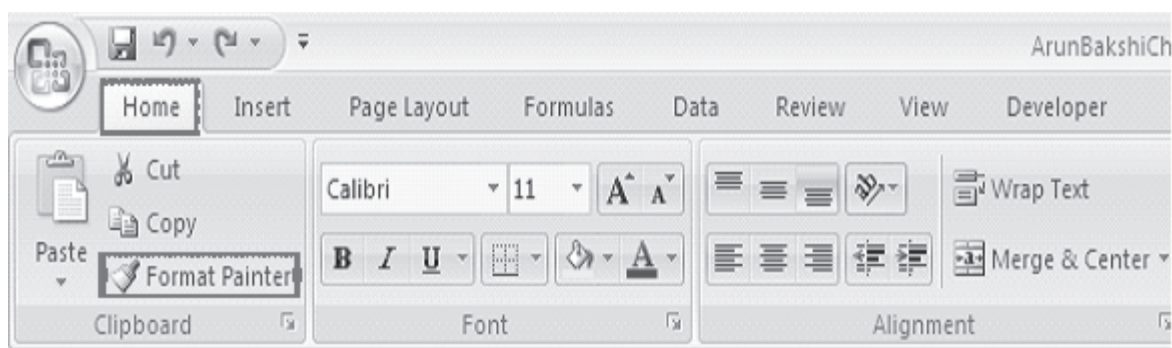 ArunBakshiCh
Home Insert Page Layout Formulas Data Review View Developer
Cut
Calibri 11 A A Wrap Text
Copy
Paste B I U A Merge & Center
Format Painter
Clipboard Font Alignment